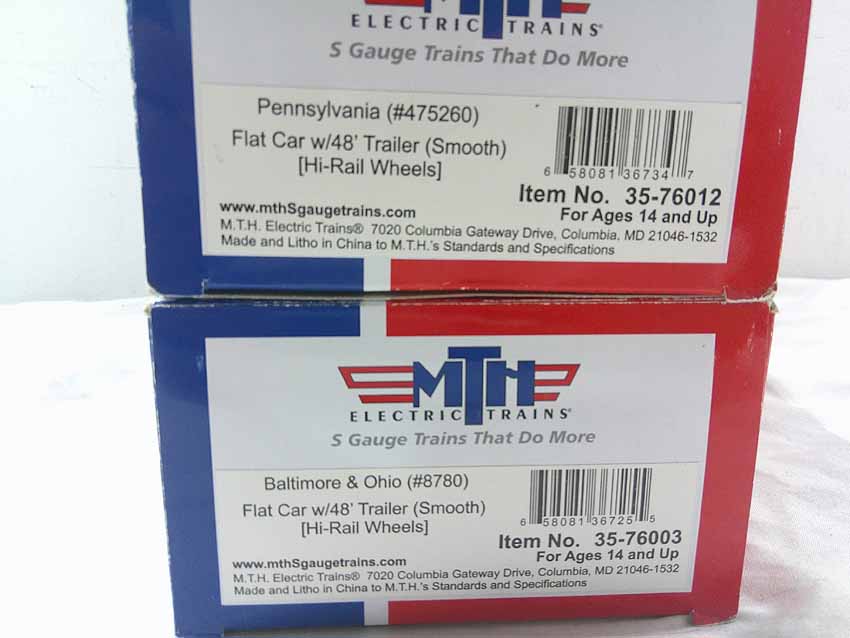 MTH
ELECTRIC TRAINS®
S Gauge Trains That Do More
Pennsylvania (#475260)
Flat Car w/48' Trailer (Smooth)
[Hi-Rail Wheels]
6 58081 36734 7
Item No. 35-76012
For Ages 14 and Up
www.mthSgaugetrains.com
M.T.H. Electric Trains® 7020 Columbia Gateway Drive, Columbia, MD 21046-1532
Made and Litho in China to M.T.H.'s Standards and Specifications
MTH
ELECTRIC TRAINS®
S Gauge Trains That Do More
Baltimore & Ohio (#8780)
Flat Car w/48' Trailer (Smooth)
[Hi-Rail Wheels]
6 58081 36725 5
Item No. 35-76003
For Ages 14 and Up
www.mthSgaugetrains.com
M.T.H. Electric Trains® 7020 Columbia Gateway Drive, Columbia, MD 21046-1532
Made and Litho in China to M.T.H's Standards and Specifications